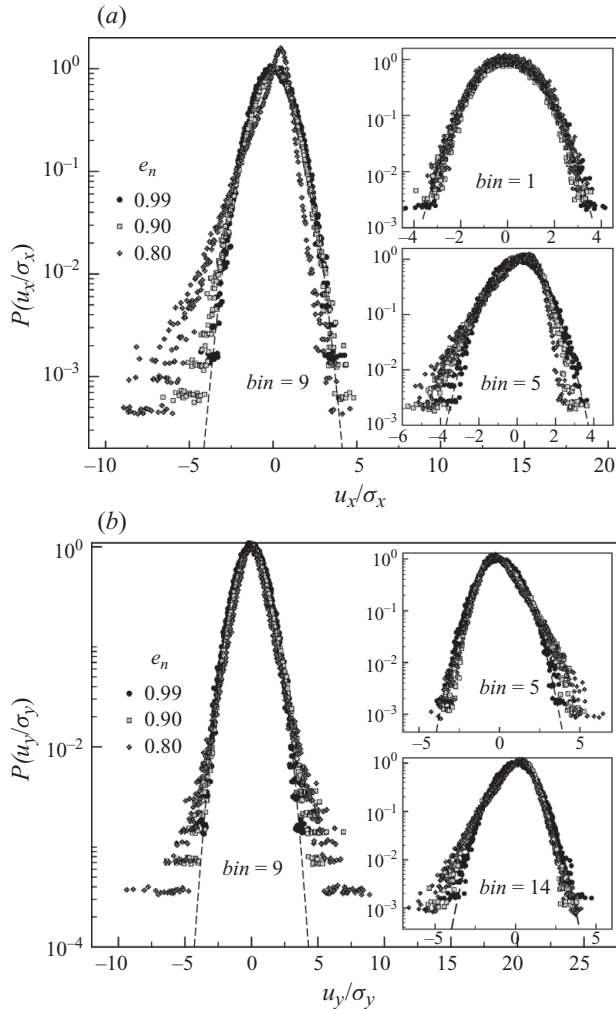 (a)
10^0
10^-1
10^-2
10^-3
P(u_x/σ_x)
e_n
0.99
0.90
0.80
bin = 9
−10 −5 0 5 10 15 20
u_x/σ_x
10^0
10^-1
10^-2
10^-3
bin = 1
−4 −2 0 2 4
10^0
10^-1
10^-2
10^-3
bin = 5
−6 −4 −2 0 2 4
(b)
10^0
10^-2
10^-4
P(u_y/σ_y)
e_n
0.99
0.90
0.80
bin = 9
−10 −5 0 5 10 15 20 25
u_y/σ_y
10^0
10^-1
10^-2
10^-3
bin = 5
−5 0 5
10^0
10^-1
10^-2
10^-3
bin = 14
−5 0 5